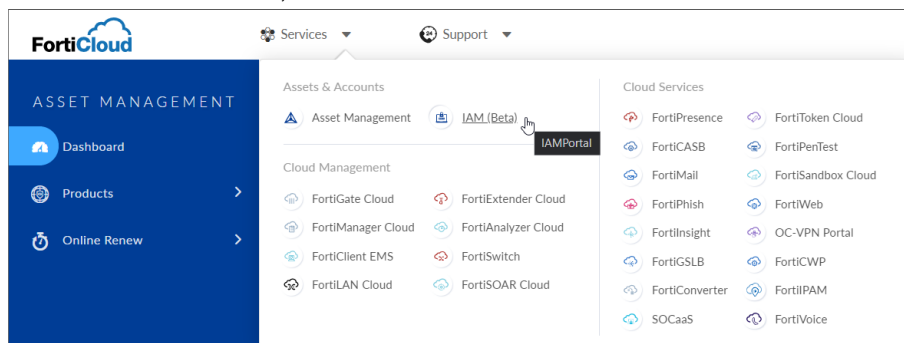 FortiCloud
Services
Support
ASSET MANAGEMENT
Dashboard
Products
Online Renew
Assets & Accounts
Asset Management
IAM (Beta)
IAMPortal
Cloud Management
FortiGate Cloud
FortiExtender Cloud
FortiManager Cloud
FortiAnalyzer Cloud
FortiClient EMS
FortiSwitch
FortiLAN Cloud
FortiSOAR Cloud
Cloud Services
FortiPresence
FortiToken Cloud
FortiCASB
FortiPenTest
FortiMail
FortiSandbox Cloud
FortiPhish
FortiWeb
FortiInsight
OC-VPN Portal
FortiGSLB
FortiCWP
FortiConverter
FortiIPAM
SOCaaS
FortiVoice